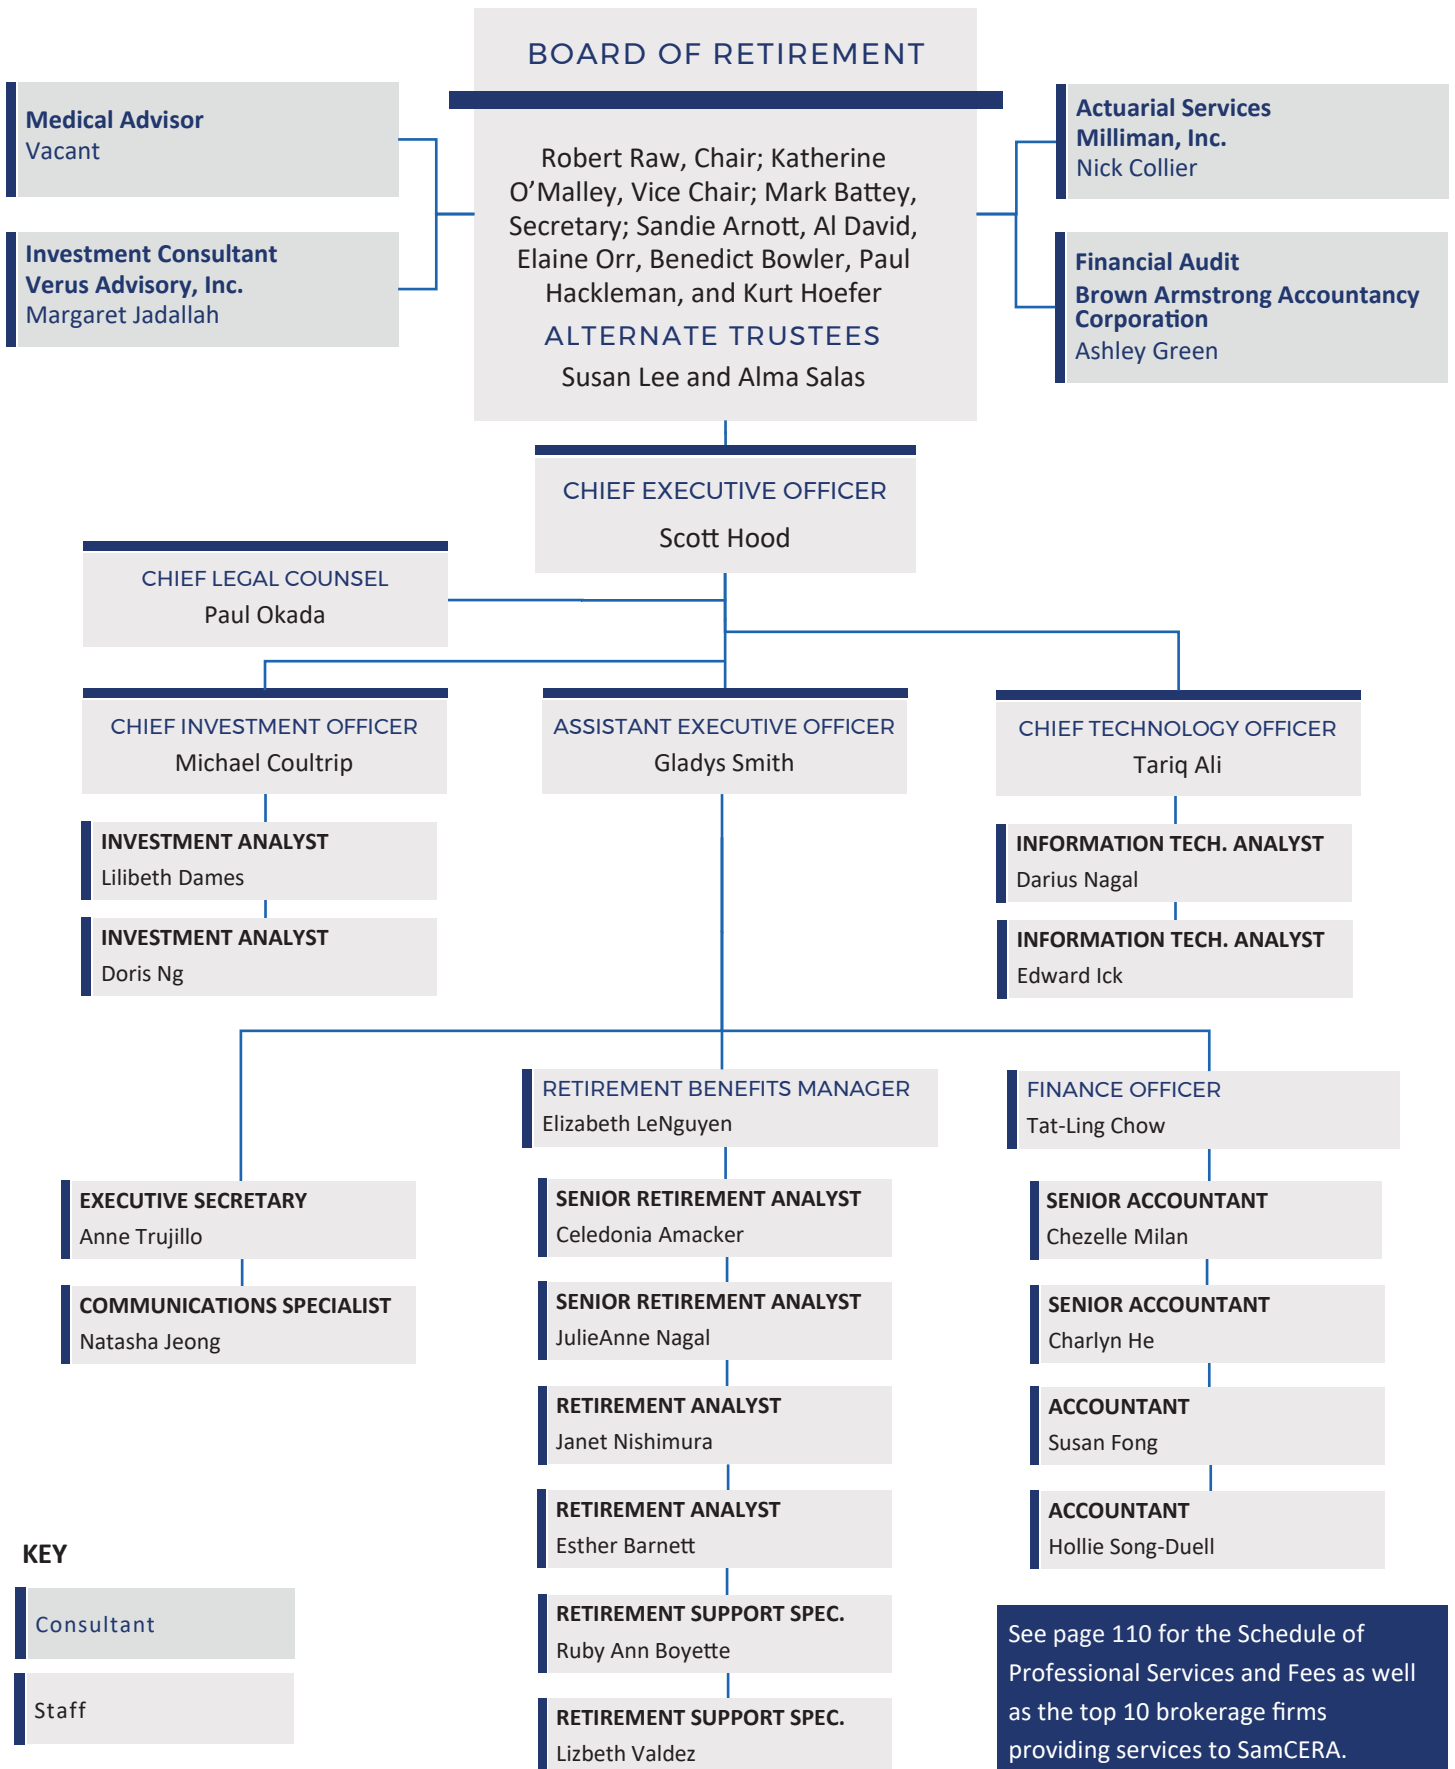 BOARD OF RETIREMENT
Robert Raw, Chair; Katherine
O’Malley, Vice Chair; Mark Battey,
Secretary; Sandie Arnott, Al David,
Elaine Orr, Benedict Bowler, Paul
Hackleman, and Kurt Hoefer
ALTERNATE TRUSTEES
Susan Lee and Alma Salas
Medical Advisor
Vacant
Investment Consultant
Verus Advisory, Inc.
Margaret Jadallah
Actuarial Services
Milliman, Inc.
Nick Collier
Financial Audit
Brown Armstrong Accountancy
Corporation
Ashley Green
CHIEF EXECUTIVE OFFICER
Scott Hood
CHIEF LEGAL COUNSEL
Paul Okada
CHIEF INVESTMENT OFFICER
Michael Coultrip
INVESTMENT ANALYST
Lilibeth Dames
INVESTMENT ANALYST
Doris Ng
ASSISTANT EXECUTIVE OFFICER
Gladys Smith
CHIEF TECHNOLOGY OFFICER
Tariq Ali
INFORMATION TECH. ANALYST
Darius Nagal
INFORMATION TECH. ANALYST
Edward Ick
EXECUTIVE SECRETARY
Anne Trujillo
COMMUNICATIONS SPECIALIST
Natasha Jeong
RETIREMENT BENEFITS MANAGER
Elizabeth LeNguyen
SENIOR RETIREMENT ANALYST
Celedonia Amacker
SENIOR RETIREMENT ANALYST
JulieAnne Nagal
RETIREMENT ANALYST
Janet Nishimura
RETIREMENT ANALYST
Esther Barnett
RETIREMENT SUPPORT SPEC.
Ruby Ann Boyette
RETIREMENT SUPPORT SPEC.
Lizbeth Valdez
FINANCE OFFICER
Tat-Ling Chow
SENIOR ACCOUNTANT
Chezelle Milan
SENIOR ACCOUNTANT
Charlyn He
ACCOUNTANT
Susan Fong
ACCOUNTANT
Hollie Song-Duell
KEY
Consultant
Staff
See page 110 for the Schedule of
Professional Services and Fees as well
as the top 10 brokerage firms
providing services to SamCERA.